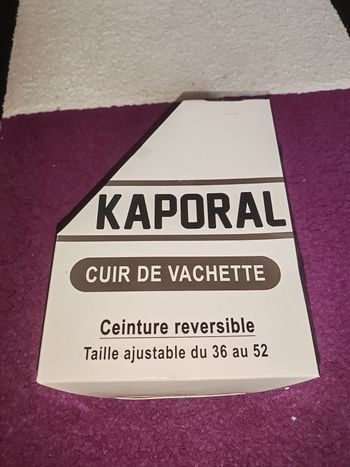 KAPORAL
CUIR DE VACHETTE
Ceinture reversible
Taille ajustable du 36 au 52